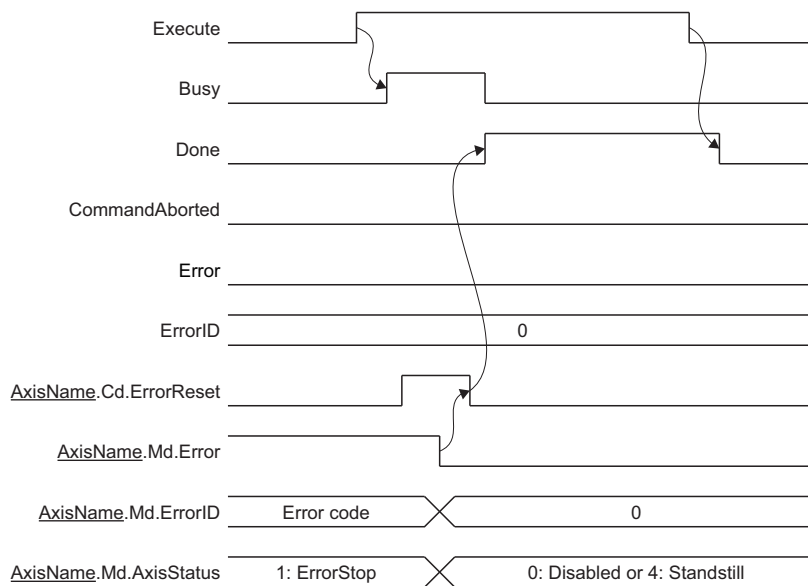 Execute
Busy
Done
CommandAborted
Error
ErrorID
0
AxisName.Cd.ErrorReset
AxisName.Md.Error
AxisName.Md.ErrorID
Error code
0
AxisName.Md.AxisStatus
1: ErrorStop
0: Disabled or 4: Standstill